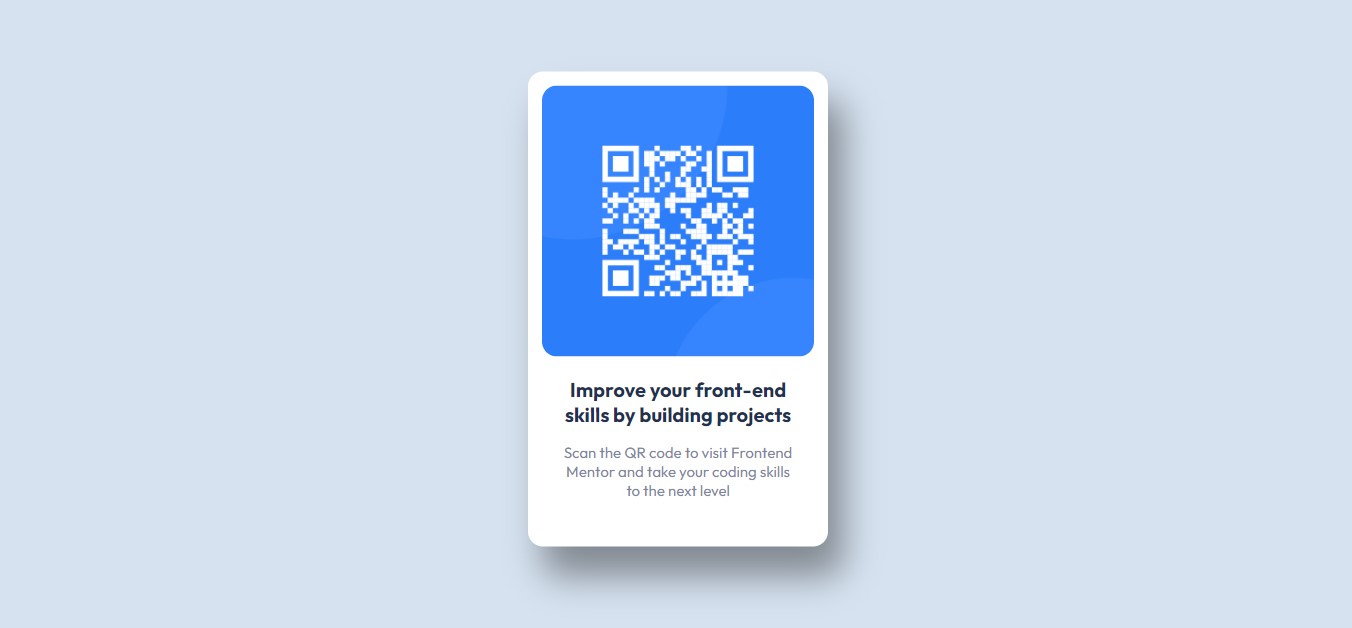 Improve your front-end
skills by building projects
Scan the QR code to visit Frontend
Mentor and take your coding skills
to the next level